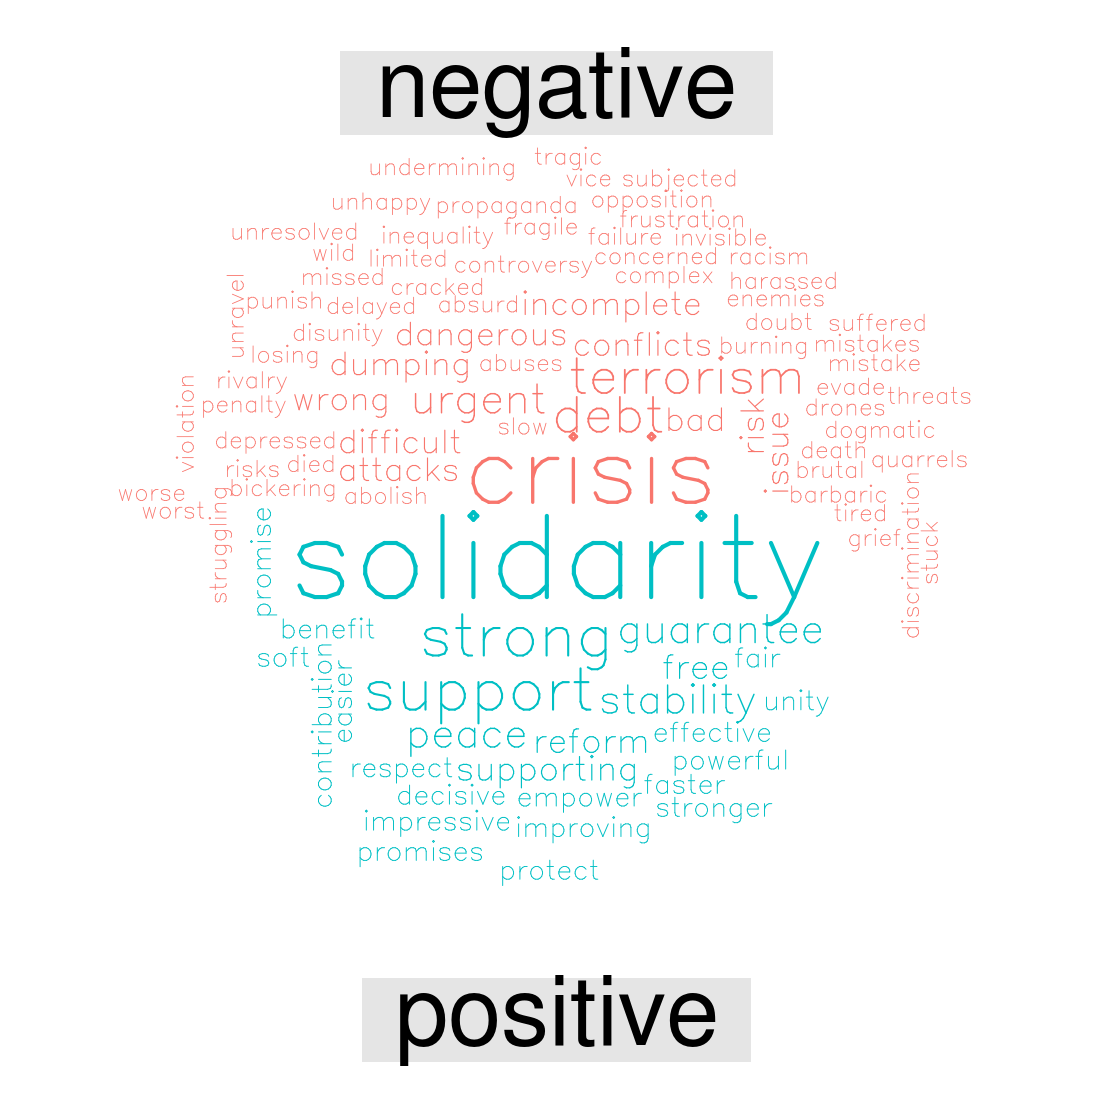 negative
undermining tragic
vice subjected
unhappy propaganda opposition
frustration
unresolved inequality fragile failure invisible
wild limited controversy concerned racism
missed cracked complex harassed
unravel punish delayed absurd incomplete enemies
disunity dangerous doubt suffered
losing dumping abuses conflicts burning mistakes
rivalry terrorism mistake
violation penalty wrong urgent debt bad risk issue evade threats
drones
depressed difficult slow dogmatic
risks died attacks crisis death quarrels
brutal
worse bickering abolish barbaric
worst struggling tired
grief discrimination stuck
promise solidarity
benefit strong guarantee
soft contribution easier free fair
support stability unity
peace reform effective
respect supporting powerful
decisive empower faster
stronger
impressive improving
promises
protect
positive